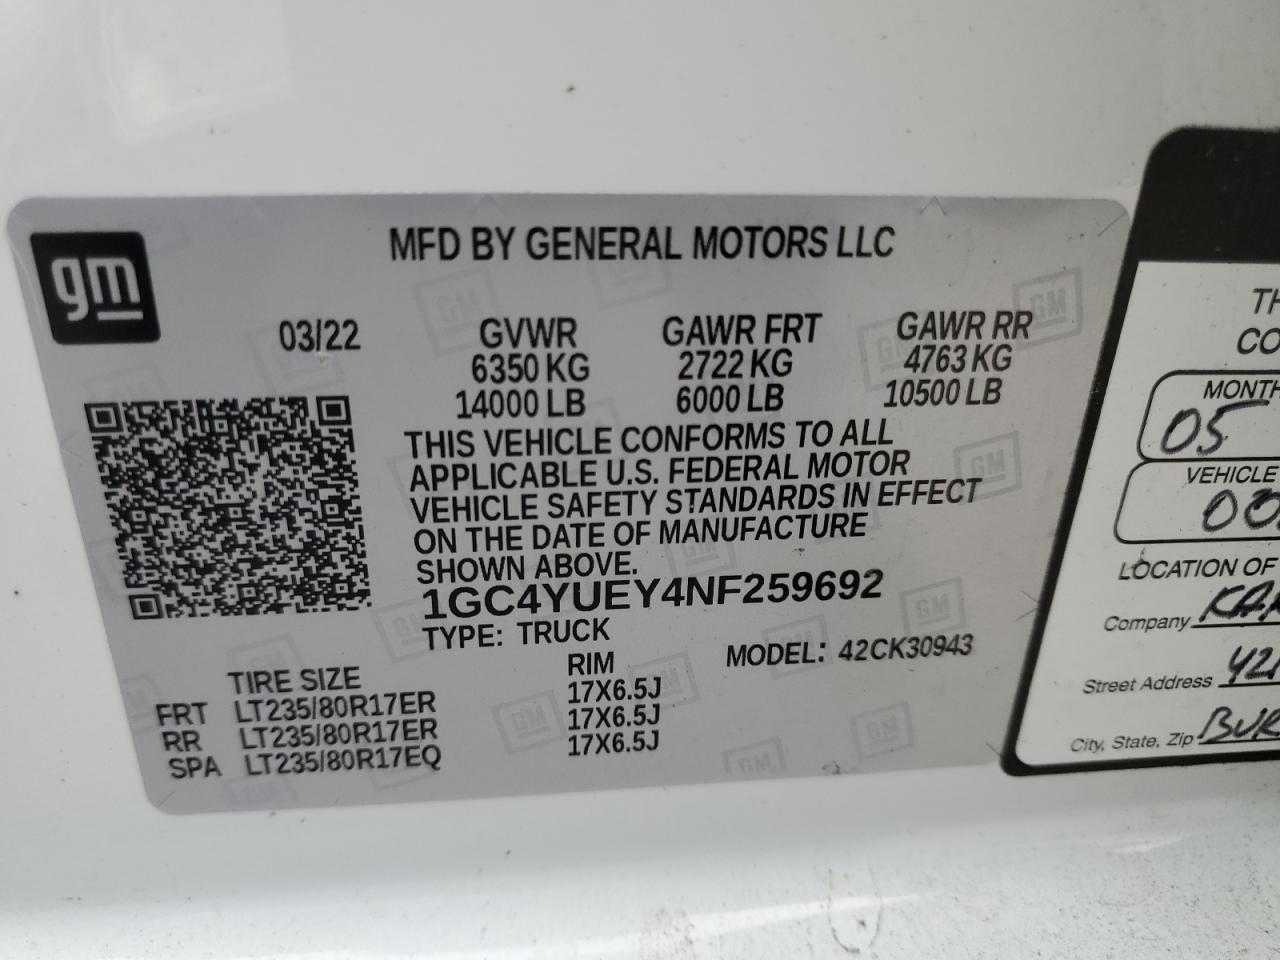 gm
MFD BY GENERAL MOTORS LLC
03/22 GVWR GAWR FRT GAWR RR
6350 KG 2722 KG 4763 KG
14000 LB 6000 LB 10500 LB
THIS VEHICLE CONFORMS TO ALL
APPLICABLE U.S. FEDERAL MOTOR
VEHICLE SAFETY STANDARDS IN EFFECT
ON THE DATE OF MANUFACTURE
SHOWN ABOVE.
1GC4YUEY4NF259692
TYPE: TRUCK
MODEL: 42CK30943
TIRE SIZE RIM
FRT LT235/80R17ER 17X6.5J
RR LT235/80R17ER 17X6.5J
SPA LT235/80R17EQ 17X6.5J
TH
CO
MONTH
05
VEHICLE
00
LOCATION OF
Company
Street Address
City, State, Zip